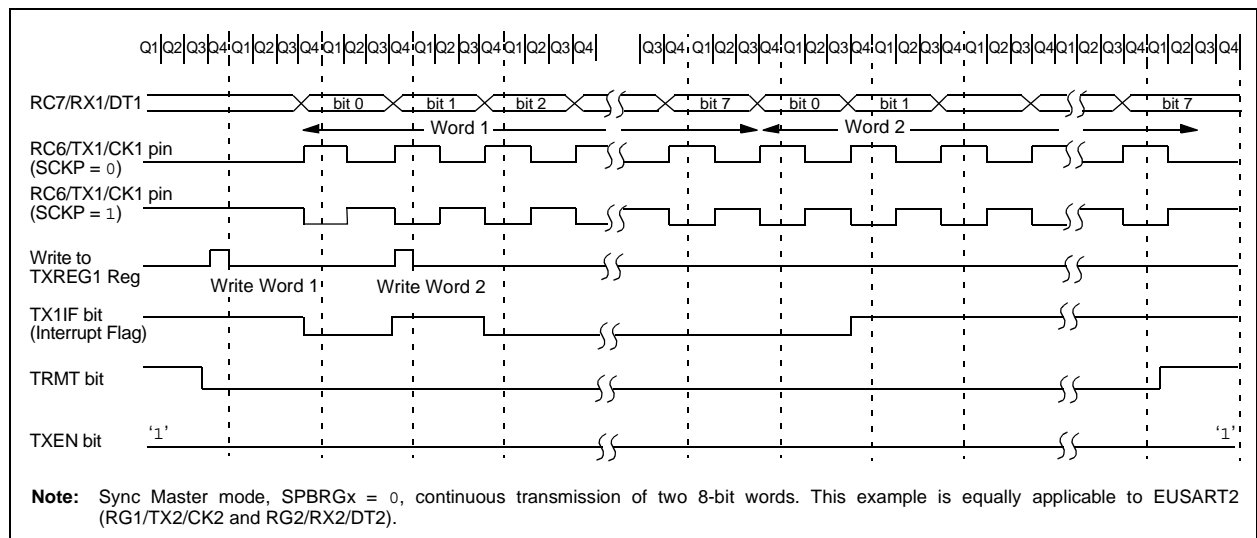 Q1 Q2 Q3 Q4 Q1 Q2 Q3 Q4 Q1 Q2 Q3 Q4 Q1 Q2 Q3 Q4 Q1 Q2 Q3 Q4 Q3 Q4 Q1 Q2 Q3 Q4 Q1 Q2 Q3 Q4 Q1 Q2 Q3 Q4 Q1 Q2 Q3 Q4 Q1 Q2 Q3 Q4 Q1 Q2 Q3 Q4
RC7/RX1/DT1 bit 0 bit 1 bit 2 bit 7 bit 0 bit 1 bit 7
Word 1 Word 2
RC6/TX1/CK1 pin
(SCKP = 0)
RC6/TX1/CK1 pin
(SCKP = 1)
Write to
TXREG1 Reg
Write Word 1 Write Word 2
TX1IF bit
(Interrupt Flag)
TRMT bit
'1' '1'
TXEN bit
Note: Sync Master mode, SPBRGx = 0, continuous transmission of two 8-bit words. This example is equally applicable to EUSART2
(RG1/TX2/CK2 and RG2/RX2/DT2).